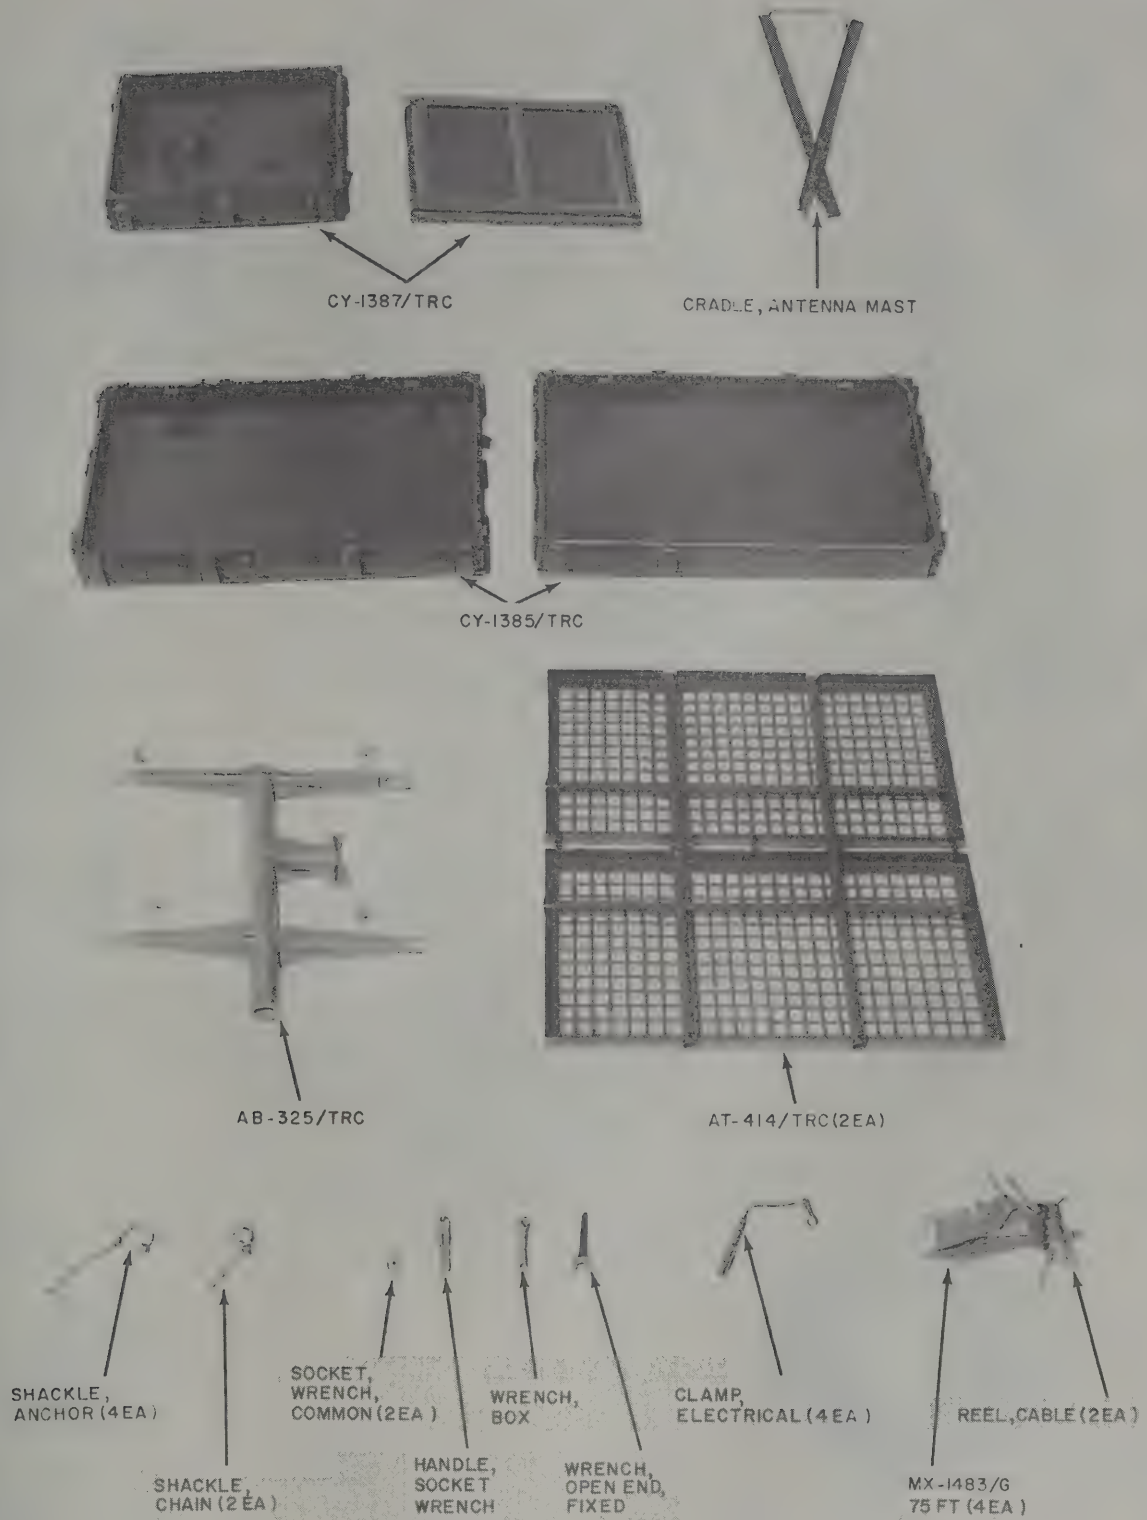 CY-1387/TRC
CRADLE, ANTENNA MAST
CY-1385/TRC
AB-325/TRC
AT-414/TRC(2EA)
SHACKLE,
ANCHOR(4EA)
SHACKLE,
CHAIN(2EA)
SOCKET,
WRENCH,
COMMON(2EA)
HANDLE,
SOCKET
WRENCH
WRENCH,
BOX
WRENCH,
OPEN END,
FIXED
CLAMP,
ELECTRICAL(4EA)
MX-1483/G
75 FT(4EA)
REEL,CABLE(2EA)